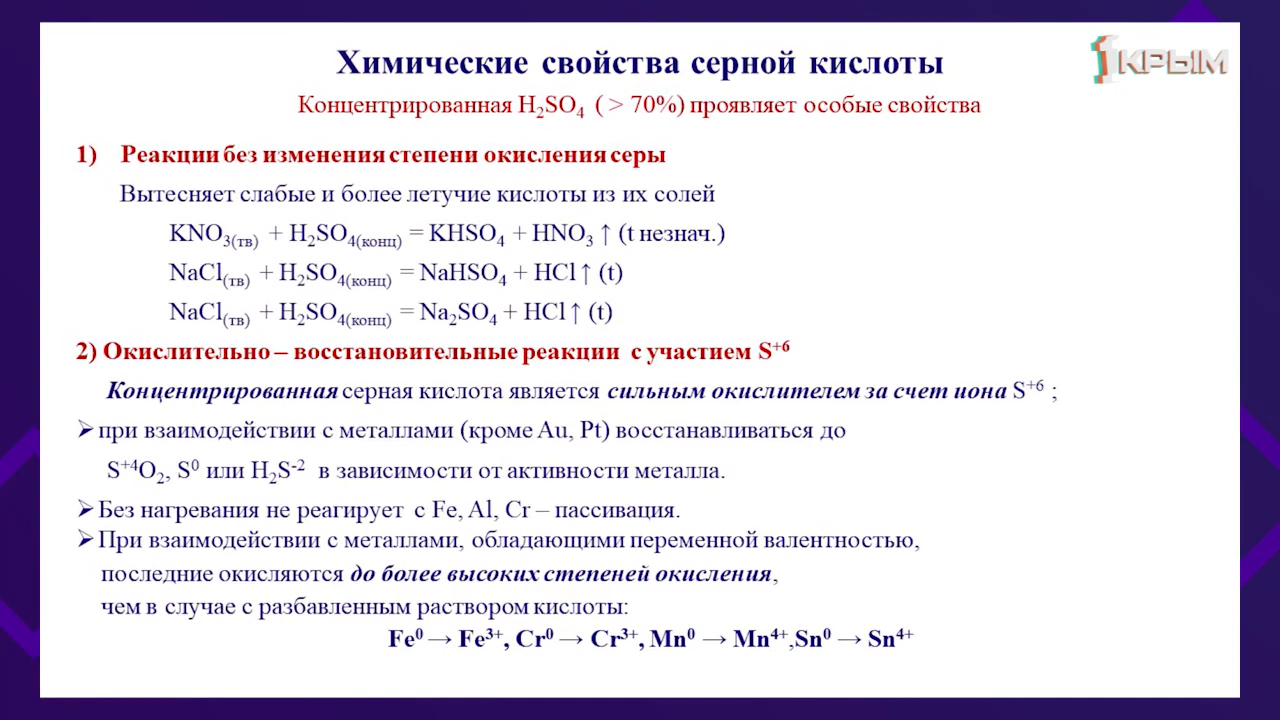 Химические свойства серной кислоты
1КРЫМ
Концентрированная H₂SO₄ ( > 70%) проявляет особые свойства
1) Реакции без изменения степени окисления серы
Вытесняет слабые и более летучие кислоты из их солей
KNO₃(тв) + H₂SO₄(конц) = KHSO₄ + HNO₃ ↑ (t незнач.)
NaCl(тв) + H₂SO₄(конц) = NaHSO₄ + HCl ↑ (t)
NaCl(тв) + H₂SO₄(конц) = Na₂SO₄ + HCl ↑ (t)
2) Окислительно – восстановительные реакции с участием S⁺⁶
Концентрированная серная кислота является сильным окислителем за счет иона S⁺⁶ ;
➢ при взаимодействии с металлами (кроме Au, Pt) восстанавливаться до
S⁺⁴O₂, S⁰ или H₂S⁻² в зависимости от активности металла.
➢ Без нагревания не реагирует с Fe, Al, Cr – пассивация.
➢ При взаимодействии с металлами, обладающими переменной валентностью,
последние окисляются до более высоких степеней окисления,
чем в случае с разбавленным раствором кислоты:
Fe⁰ → Fe³⁺, Cr⁰ → Cr³⁺, Mn⁰ → Mn⁴⁺,Sn⁰ → Sn⁴⁺